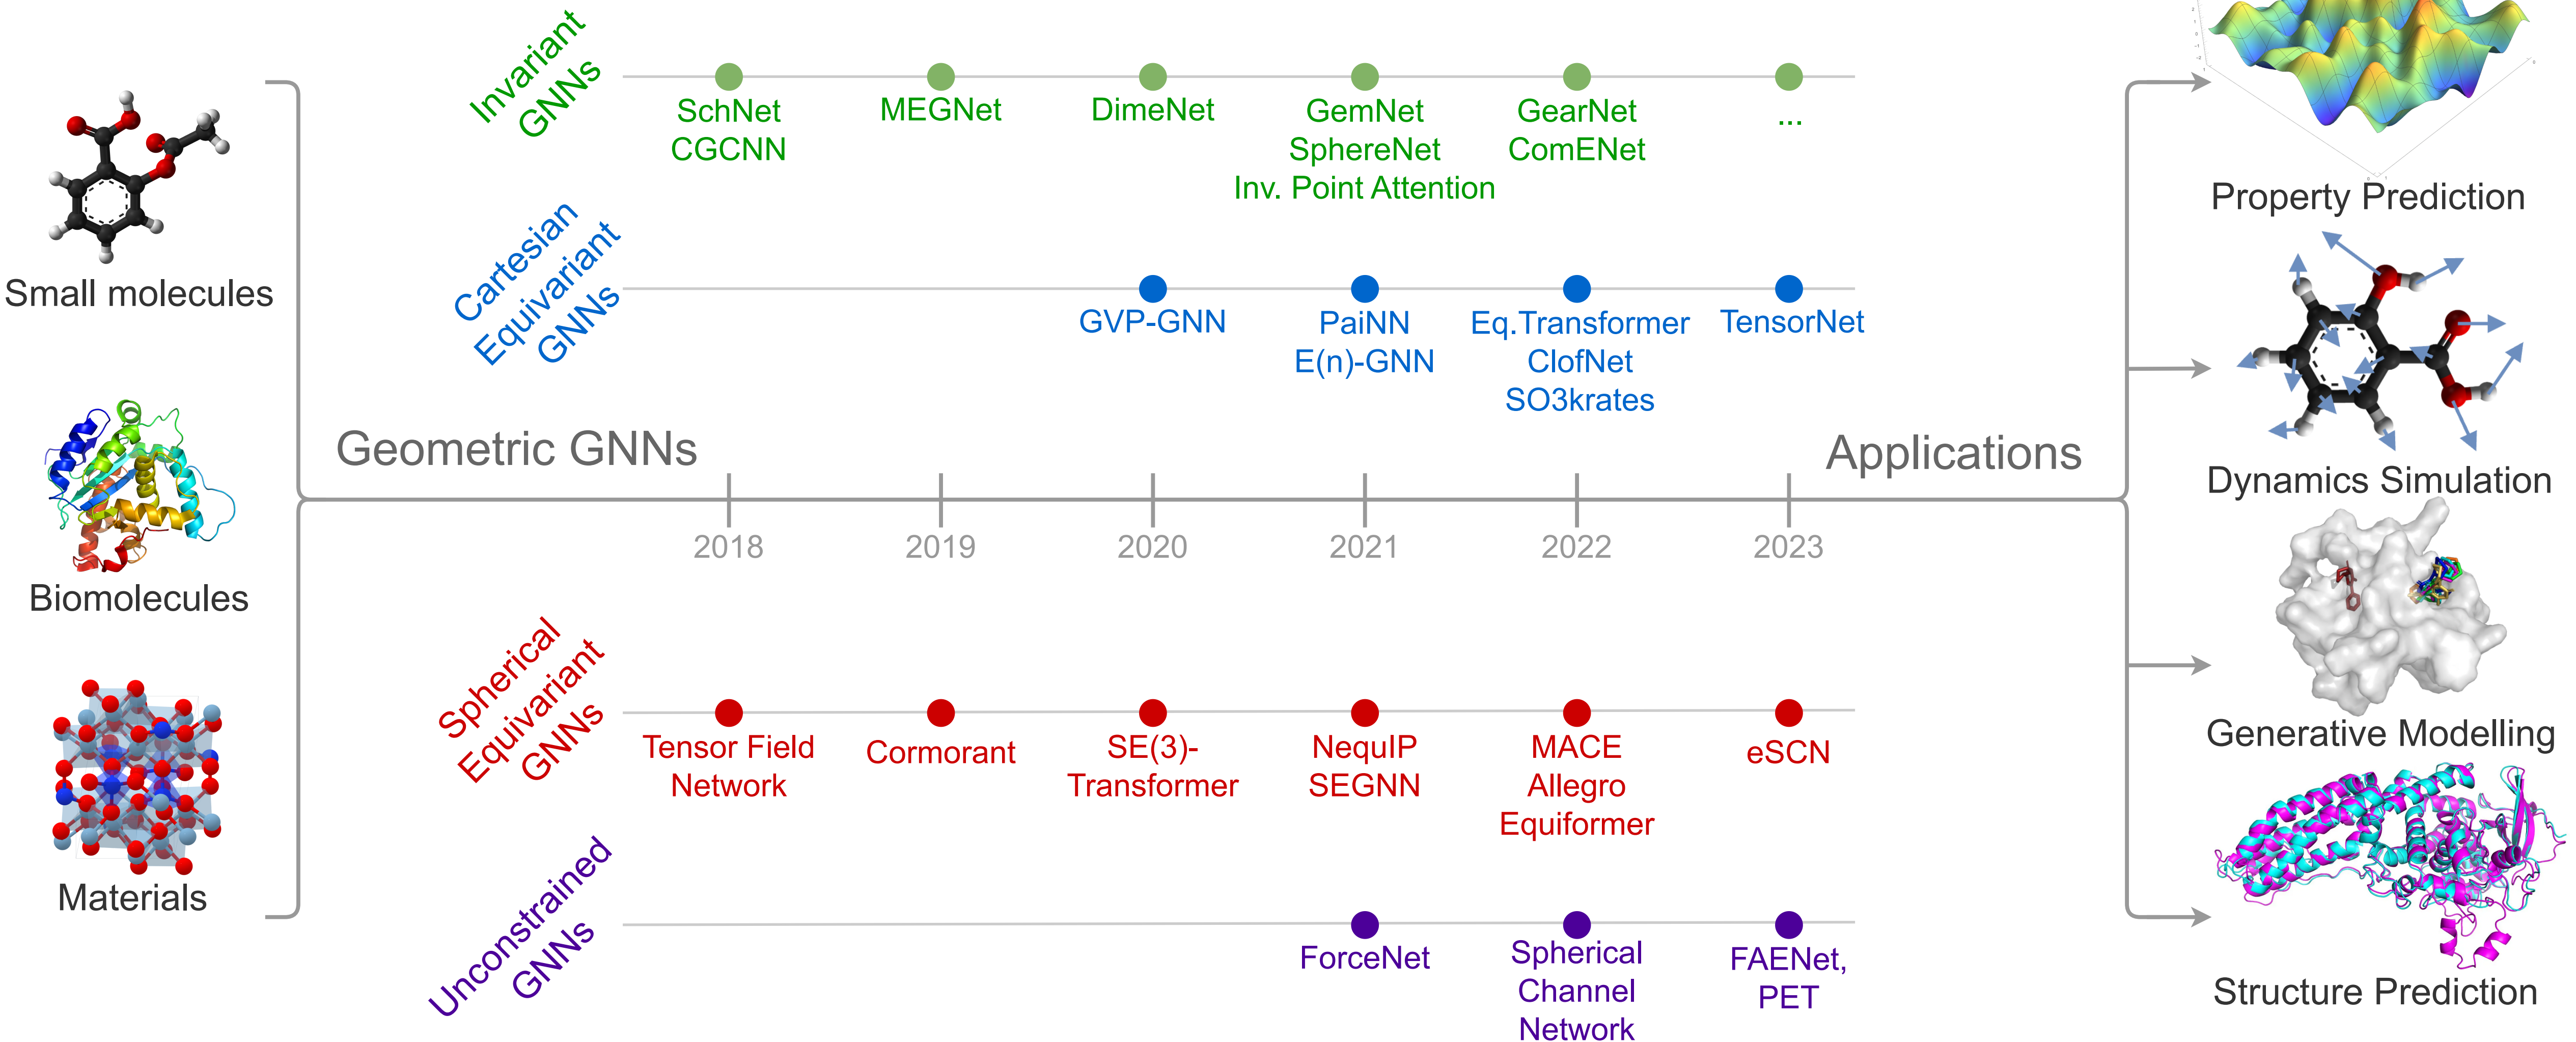 Small molecules
Biomolecules
Materials
Geometric GNNs
Invariant
GNNs
SchNet
CGCNN
MEGNet
DimeNet
GemNet
SphereNet
Inv. Point Attention
GearNet
ComENet
...
Cartesian
Equivariant
GNNs
GVP-GNN
PaiNN
E(n)-GNN
Eq.Transformer
ClofNet
SO3krates
TensorNet
2018
2019
2020
2021
2022
2023
Spherical
Equivariant
GNNs
Tensor Field
Network
Cormorant
SE(3)-
Transformer
NequIP
SEGNN
MACE
Allegro
Equiformer
eSCN
Unconstrained
GNNs
ForceNet
Spherical
Channel
Network
FAENet,
PET
Applications
Property Prediction
Dynamics Simulation
Generative Modelling
Structure Prediction